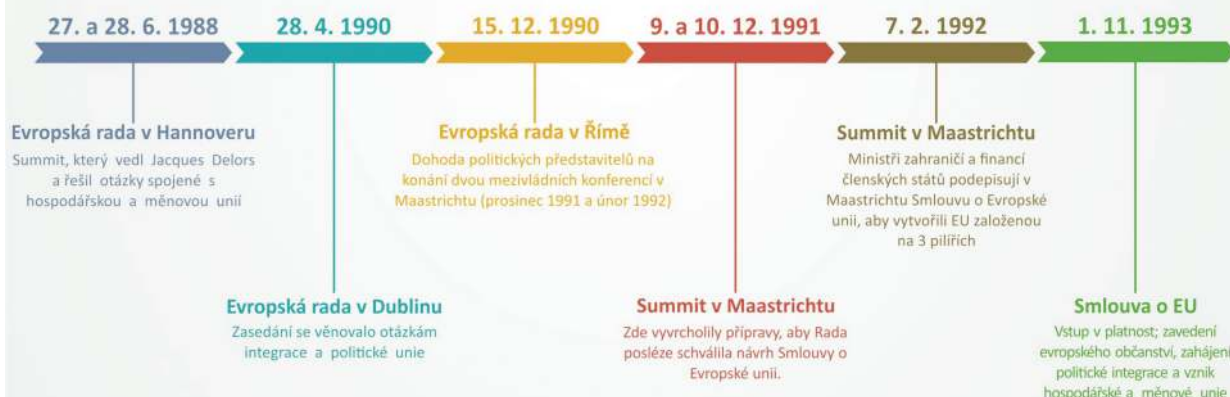 27. a 28. 6. 1988
28. 4. 1990
15. 12. 1990
9. a 10. 12. 1991
7. 2. 1992
1. 11. 1993
Evropská rada v Hannoveru
Summit, který vedl Jacques Delors
a řešil otázky spojené s
hospodářskou a měnovou unií
Evropská rada v Dublinu
Zasedání se věnovalo otázkám
integrace a politické unie
Evropská rada v Římě
Dohoda politických představitelů na
konání dvou mezivládních konferencí v
Maastrichtu (prosinec 1991 a únor 1992)
Summit v Maastrichtu
Zde vyvrcholily přípravy, aby Rada
posléze schválila návrh Smlouvy o
Evropské unii.
Summit v Maastrichtu
Ministři zahraničí a financí
členských států podepisují v
Maastrichtu Smlouvu o Evropské
unii, aby vytvořili EU založenou
na 3 pilířích
Smlouva o EU
Vstup v platnost; zavedení
evropského občanství, zahájení
politické integrace a vznik
hospodářské a měnové unie